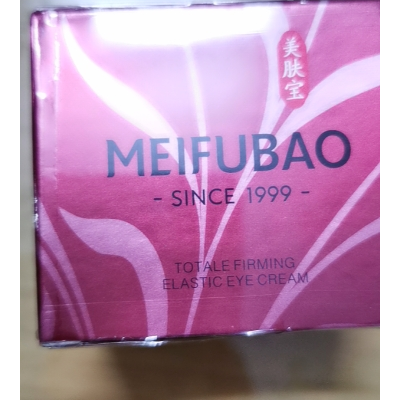 美肤宝
MEIFUBAO
- SINCE 1999 -
TOTALE FIRMING
ELASTIC EYE CREAM